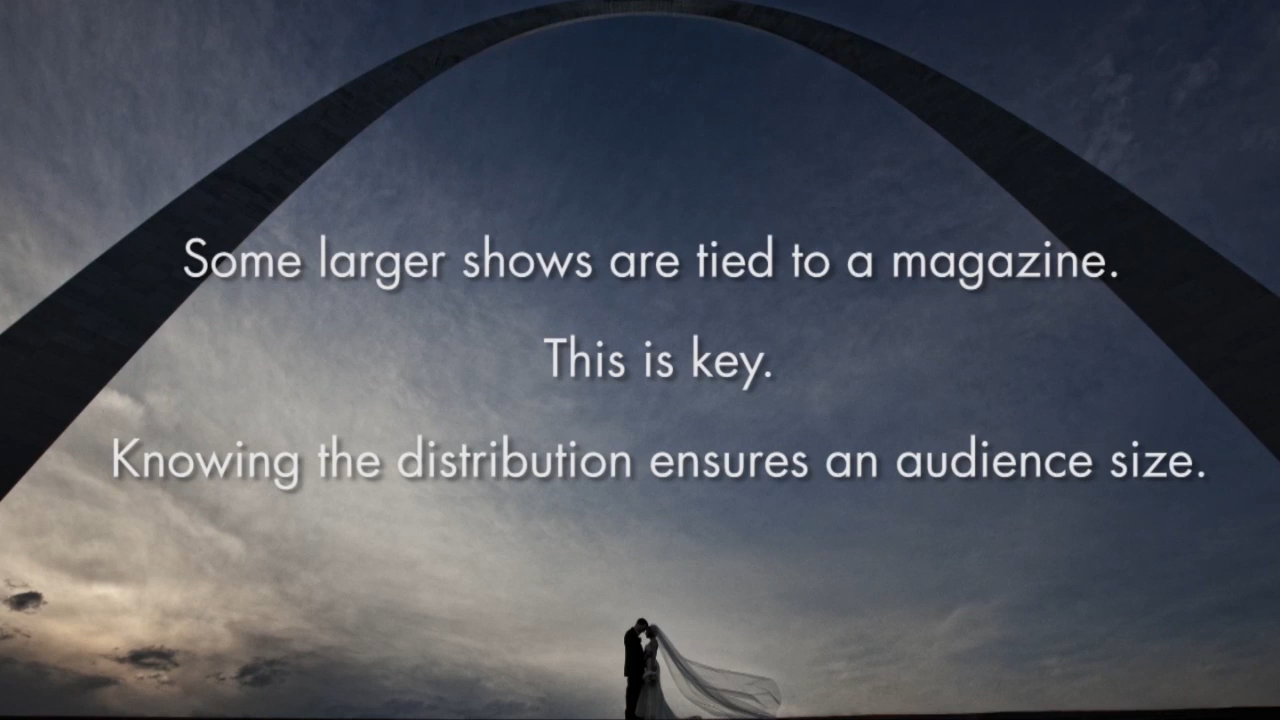 Some larger shows are tied to a magazine.
This is key.
Knowing the distribution ensures an audience size.